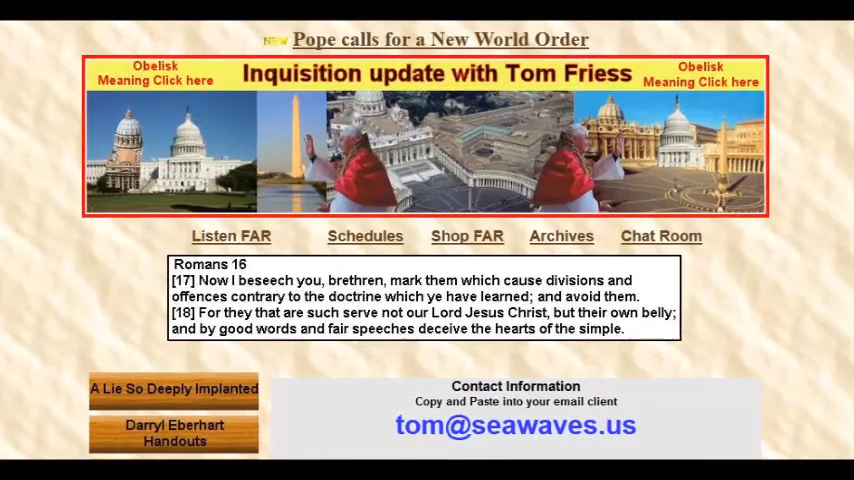 NEW Pope calls for a New World Order
Obelisk
Meaning Click here
Inquisition update with Tom Friess
Obelisk
Meaning Click here
Listen FAR Schedules Shop FAR Archives Chat Room
Romans 16
[17] Now I beseech you, brethren, mark them which cause divisions and
offences contrary to the doctrine which ye have learned; and avoid them.
[18] For they that are such serve not our Lord Jesus Christ, but their own belly;
and by good words and fair speeches deceive the hearts of the simple.
A Lie So Deeply Implanted
Darryl Eberhart
Handouts
Contact Information
Copy and Paste into your email client
tom@seawaves.us